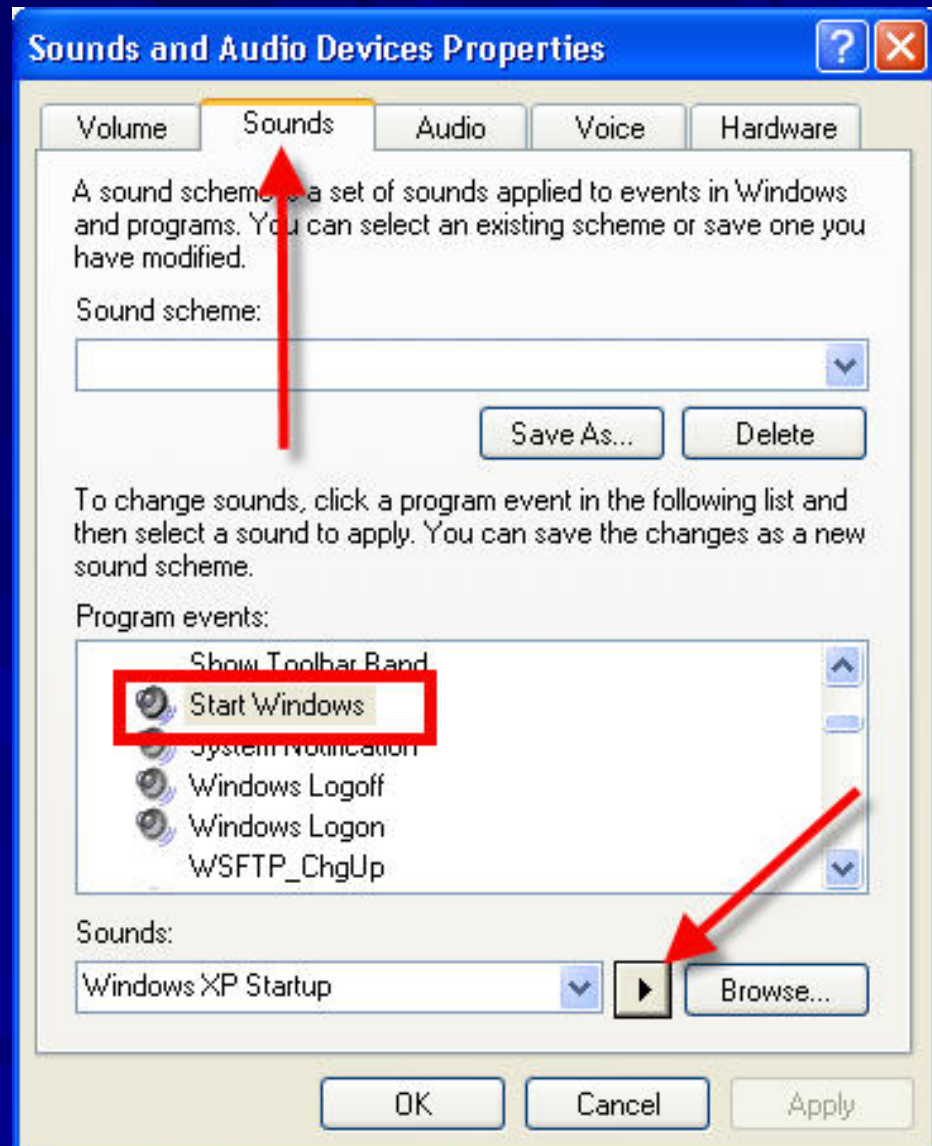 Sounds and Audio Devices Properties
Volume
Sounds
Audio
Voice
Hardware
A sound scheme is a set of sounds applied to events in Windows
and programs. You can select an existing scheme or save one you
have modified.
Sound scheme:
Save As...
Delete
To change sounds, click a program event in the following list and
then select a sound to apply. You can save the changes as a new
sound scheme.
Program events:
Show Toolbar Band
Start Windows
System Notification
Windows Logoff
Windows Logon
WSFTP_ChgUp
Sounds:
Windows XP Startup
Browse...
OK
Cancel
Apply